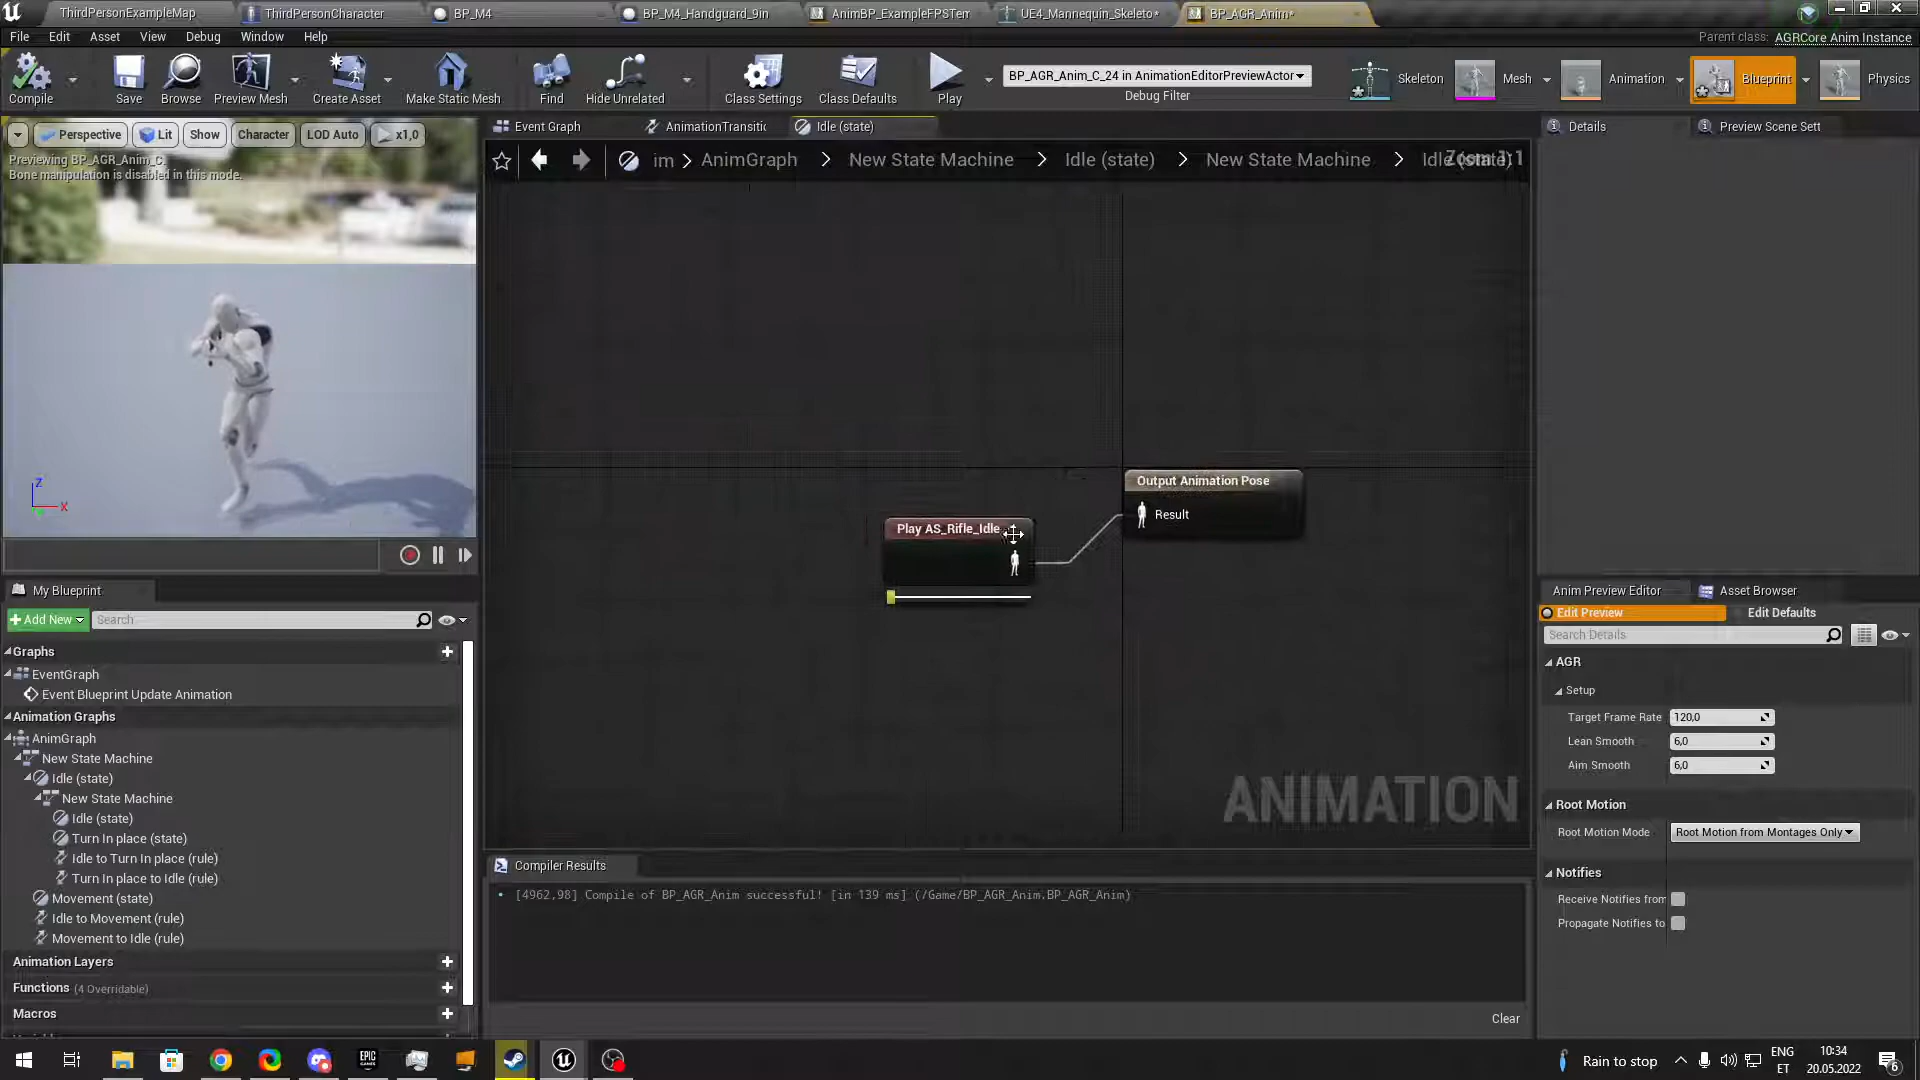 ThirdPersonExampleMap
ThirdPersonCharacter
BP_M4
BP_M4_Handguard_9in
AnimBP_ExampleFPSTem
UE4_Mannequin_Skeleto*
BP_AGR_Anim*
File Edit Asset View Debug Window Help
Parent class: AGRCore Anim Instance
Compile
Save
Browse
Preview Mesh
Create Asset
Make Static Mesh
Find
Hide Unrelated
Class Settings
Class Defaults
Play
BP_AGR_Anim_C_24 in AnimationEditorPreviewActor
Debug Filter
Skeleton
Mesh
Animation
Blueprint
Physics
Perspective Lit Show Character LOD Auto x1,0
Previewing BP_AGR_Anim_C.
Bone manipulation is disabled in this mode.
Z
X
Event Graph
AnimationTransitic
Idle (state)
im > AnimGraph > New State Machine > Idle (state) > New State Machine > Idle (state)
Zoom 1:1
Play AS_Rifle_Idle
Output Animation Pose
Result
ANIMATION
Compiler Results
[4962,98] Compile of BP_AGR_Anim successful! [in 139 ms] (/Game/BP_AGR_Anim.BP_AGR_Anim)
Clear
My Blueprint
Add New
Search
Graphs
EventGraph
Event Blueprint Update Animation
Animation Graphs
AnimGraph
New State Machine
Idle (state)
New State Machine
Idle (state)
Turn In place (state)
Idle to Turn In place (rule)
Turn In place to Idle (rule)
Movement (state)
Idle to Movement (rule)
Movement to Idle (rule)
Animation Layers
Functions (4 Overridable)
Macros
Details
Preview Scene Sett
Anim Preview Editor
Asset Browser
Edit Preview
Edit Defaults
Search Details
AGR
Setup
Target Frame Rate 120,0
Lean Smooth 6,0
Aim Smooth 6,0
Root Motion
Root Motion Mode Root Motion from Montages Only
Notifies
Receive Notifies from
Propagate Notifies to
EPIC GAMES
Rain to stop
ENG
ET
10:34
20.05.2022
6